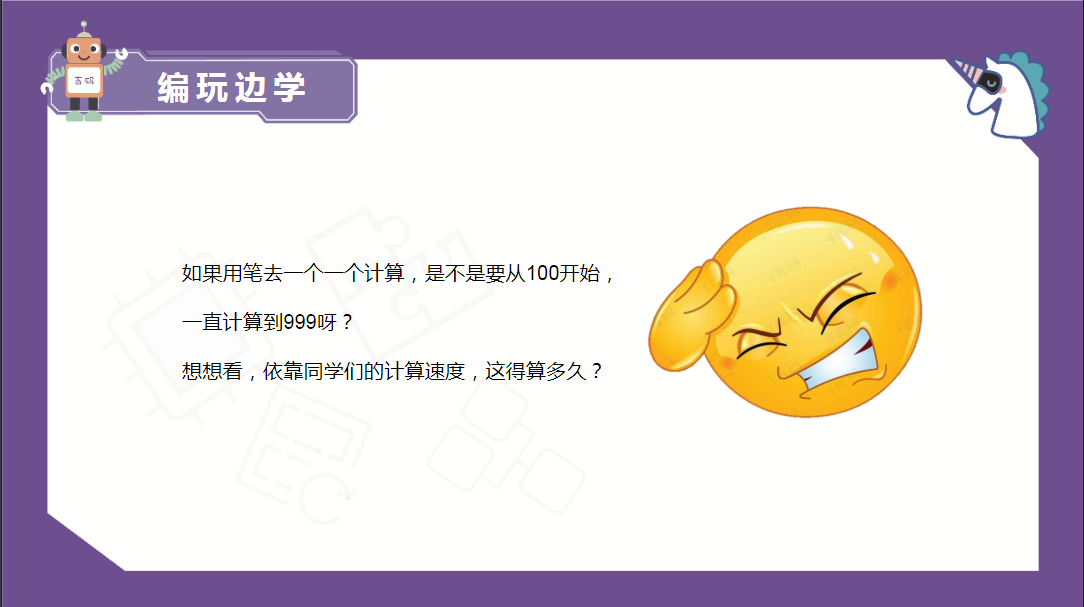 吉码
编玩边学
如果用笔去一个一个计算，是不是要从100开始，
一直计算到999呀？
想想看，依靠同学们的计算速度，这得算多久？